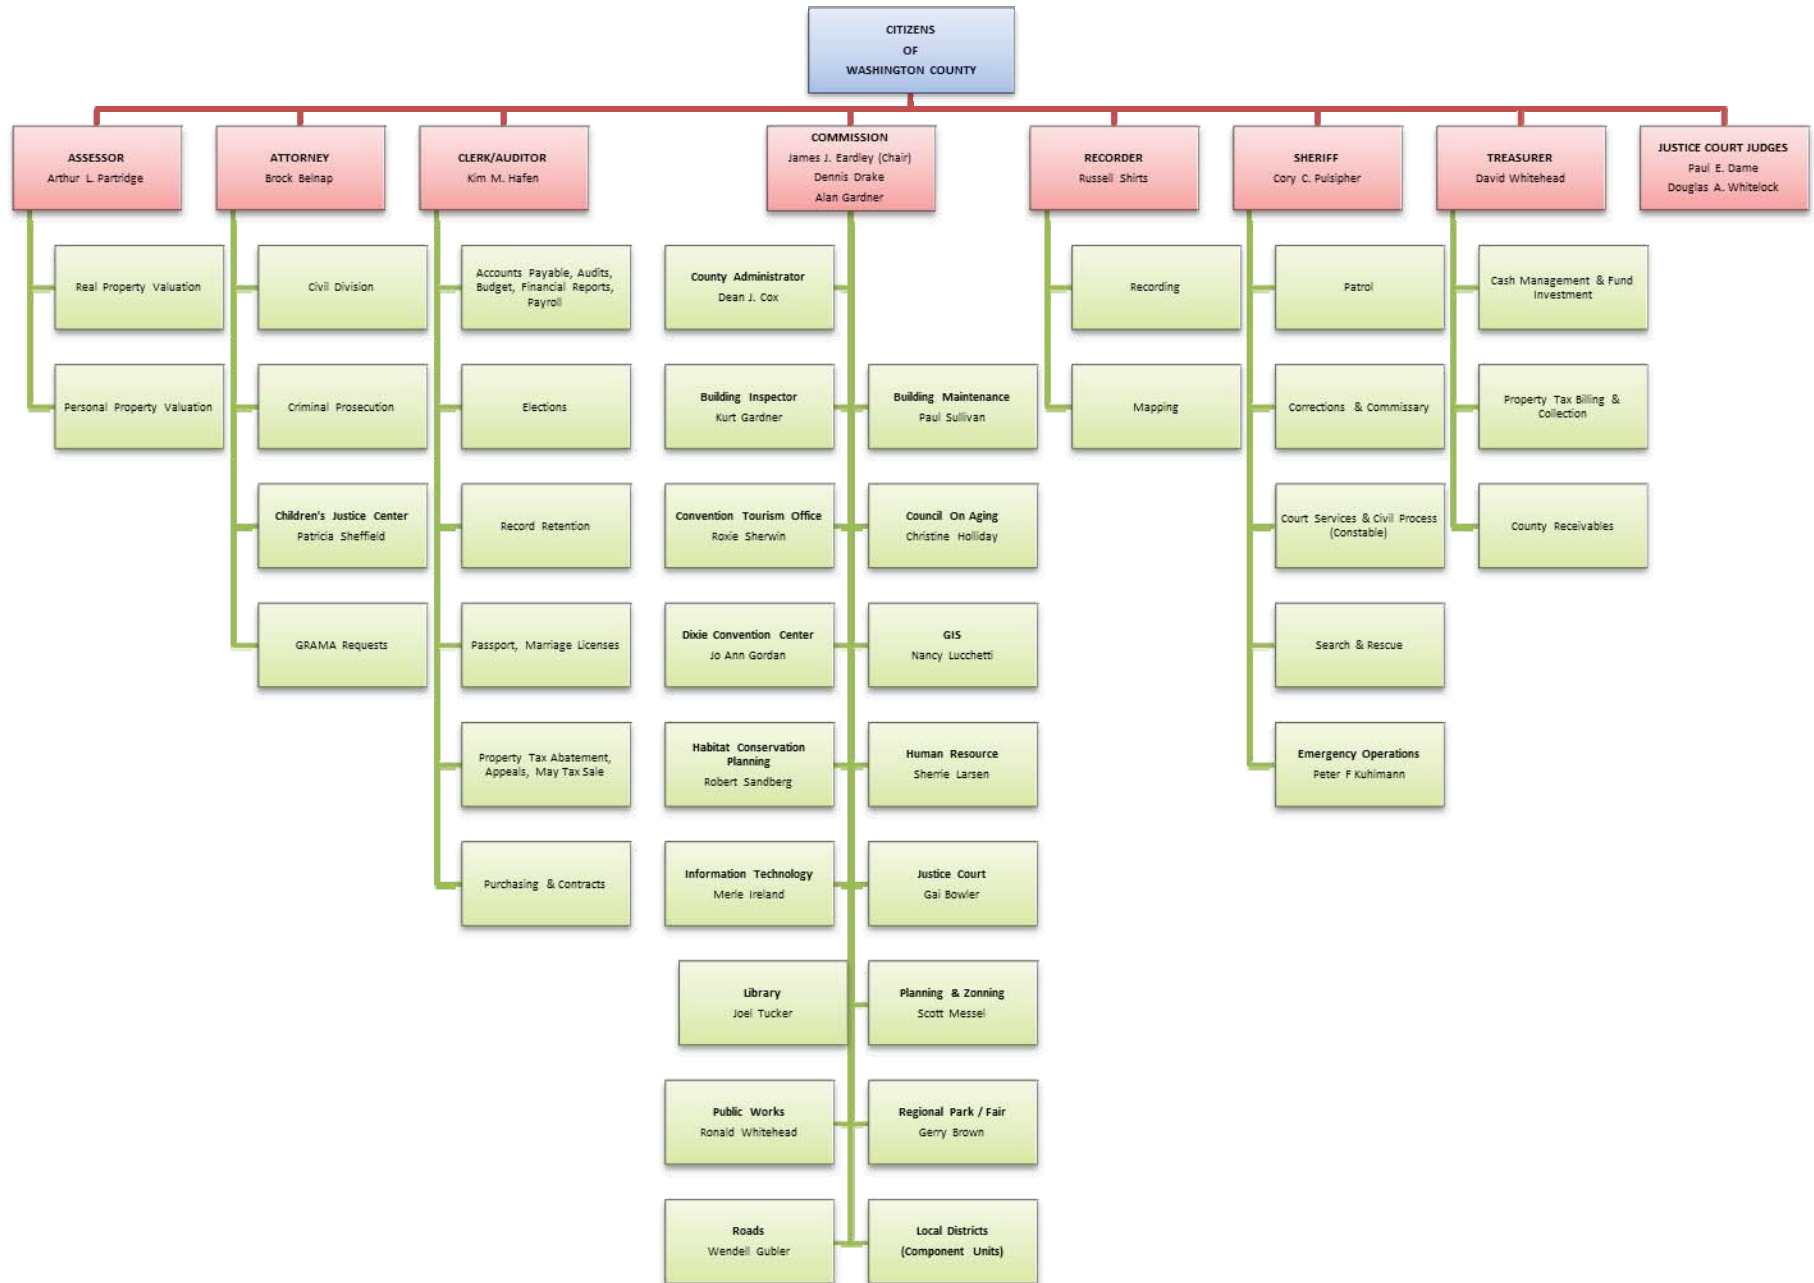 CITIZENS
OF
WASHINGTON COUNTY
ASSESSOR
Arthur L. Partridge
ATTORNEY
Brock Belnap
CLERK/AUDITOR
Kim M. Hafen
COMMISSION
James J. Eardley (Chair)
Dennis Drake
Alan Gardner
RECORDER
Russell Shirts
SHERIFF
Cory C. Pulsipher
TREASURER
David Whitehead
JUSTICE COURT JUDGES
Paul E. Dame
Douglas A. Whitelock
Real Property Valuation
Personal Property Valuation
Civil Division
Criminal Prosecution
Children's Justice Center
Patricia Sheffield
GRAMA Requests
Accounts Payable, Audits,
Budget, Financial Reports,
Payroll
Elections
Record Retention
Passport, Marriage Licenses
Property Tax Abatement,
Appeals, May Tax Sale
Purchasing & Contracts
County Administrator
Dean J. Cox
Building Inspector
Kurt Gardner
Building Maintenance
Paul Sullivan
Convention Tourism Office
Roxie Sherwin
Council On Aging
Christine Holliday
Dixie Convention Center
Jo Ann Gordan
GIS
Nancy Lucchetti
Habitat Conservation
Planning
Robert Sandberg
Human Resource
Sherrie Larsen
Information Technology
Merle Ireland
Justice Court
Gai Bowler
Library
Joel Tucker
Planning & Zonning
Scott Messel
Public Works
Ronald Whitehead
Regional Park / Fair
Gerry Brown
Roads
Wendell Gubler
Local Districts
(Component Units)
Recording
Mapping
Patrol
Corrections & Commissary
Court Services & Civil Process
(Constable)
Search & Rescue
Emergency Operations
Peter F Kuhlmann
Cash Management & Fund
Investment
Property Tax Billing &
Collection
County Receivables